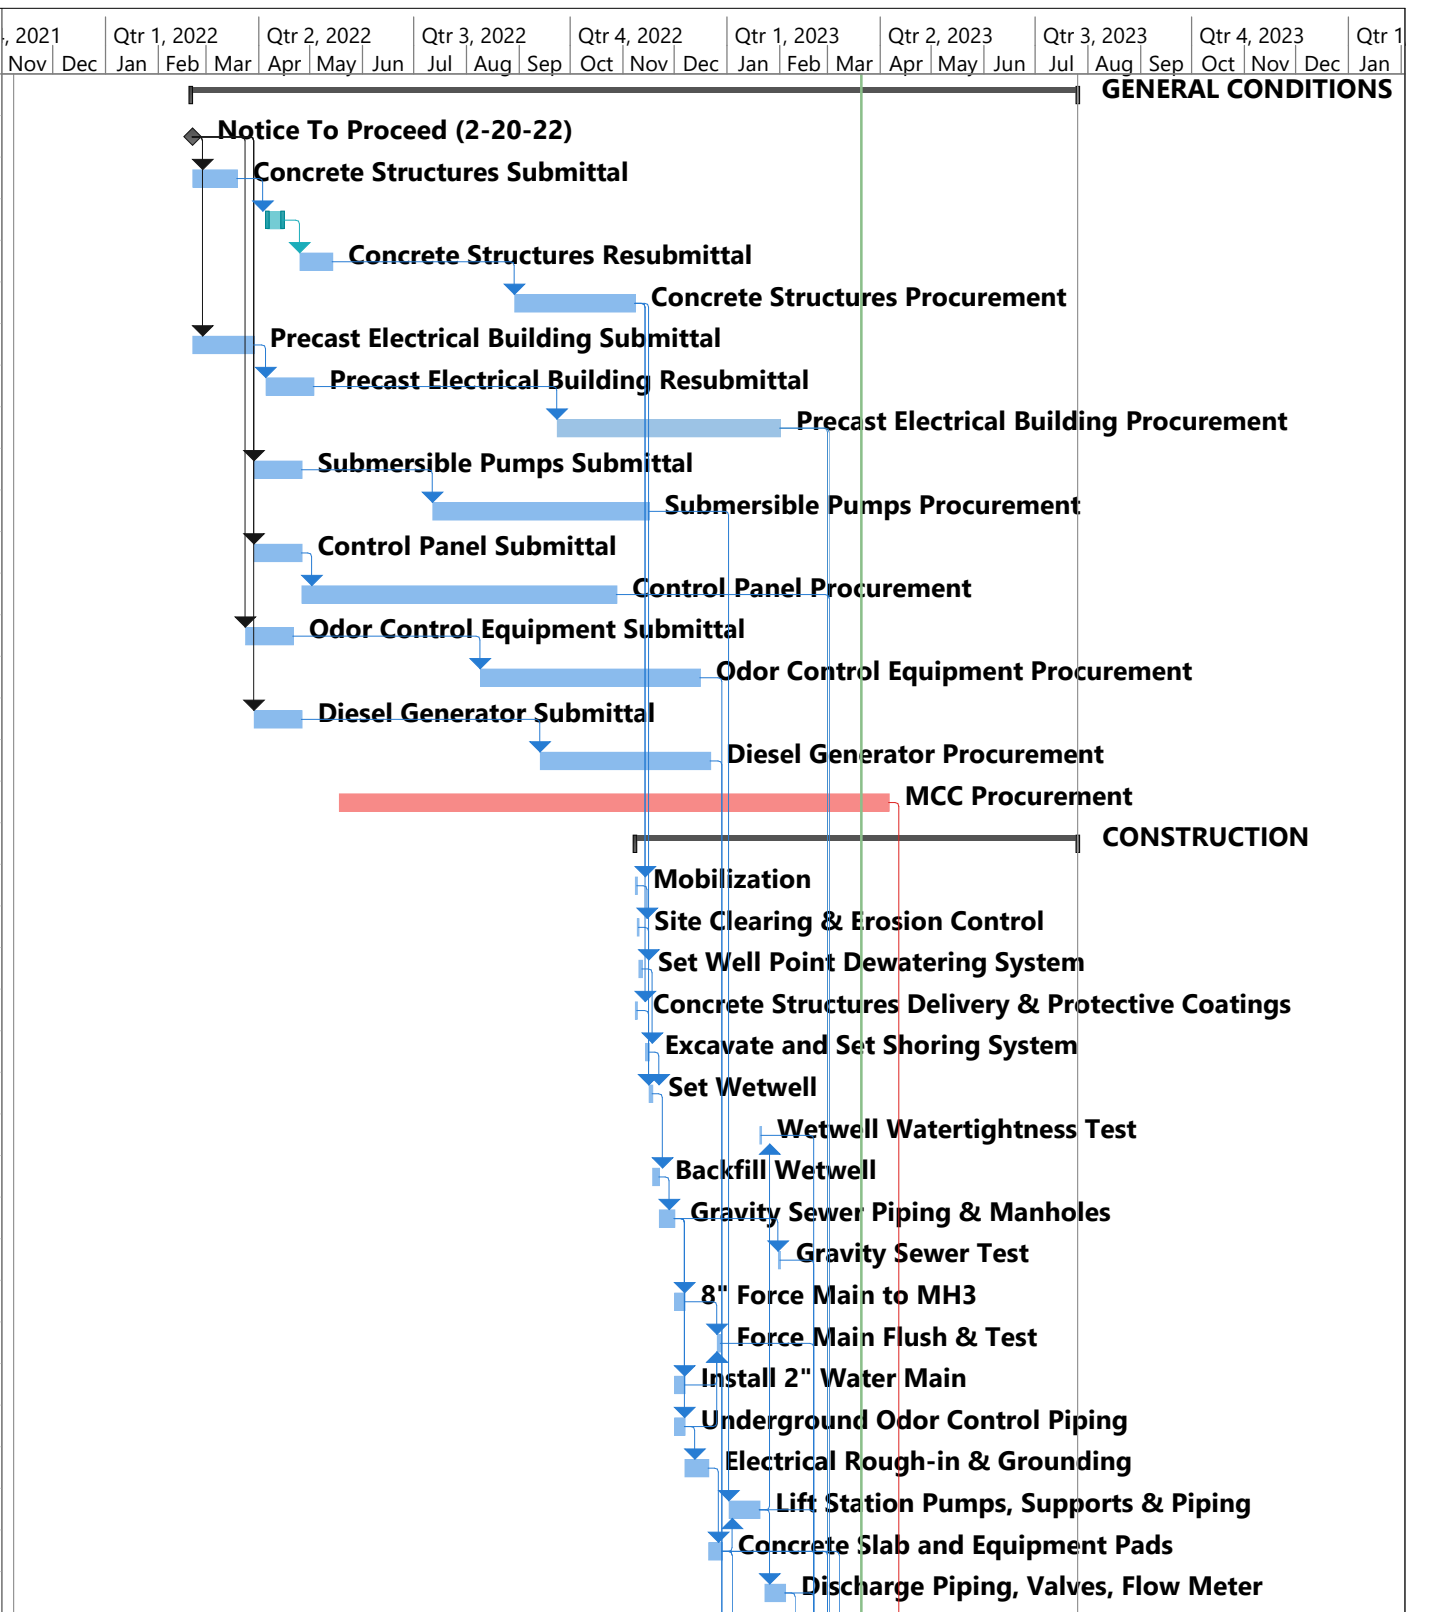 , 2021 Qtr 1, 2022 Qtr 2, 2022 Qtr 3, 2022 Qtr 4, 2022 Qtr 1, 2023 Qtr 2, 2023 Qtr 3, 2023 Qtr 4, 2023 Qtr 1
Nov Dec Jan Feb Mar Apr May Jun Jul Aug Sep Oct Nov Dec Jan Feb Mar Apr May Jun Jul Aug Sep Oct Nov Dec Jan
GENERAL CONDITIONS
Notice To Proceed (2-20-22)
Concrete Structures Submittal
Concrete Structures Resubmittal
Concrete Structures Procurement
Precast Electrical Building Submittal
Precast Electrical Building Resubmittal
Precast Electrical Building Procurement
Submersible Pumps Submittal
Submersible Pumps Procurement
Control Panel Submittal
Control Panel Procurement
Odor Control Equipment Submittal
Odor Control Equipment Procurement
Diesel Generator Submittal
Diesel Generator Procurement
MCC Procurement
CONSTRUCTION
Mobilization
Site Clearing & Erosion Control
Set Well Point Dewatering System
Concrete Structures Delivery & Protective Coatings
Excavate and Set Shoring System
Set Wetwell
Wetwell Watertightness Test
Backfill Wetwell
Gravity Sewer Piping & Manholes
Gravity Sewer Test
8" Force Main to MH3
Force Main Flush & Test
Install 2" Water Main
Underground Odor Control Piping
Electrical Rough-in & Grounding
Lift Station Pumps, Supports & Piping
Concrete Slab and Equipment Pads
Discharge Piping, Valves, Flow Meter